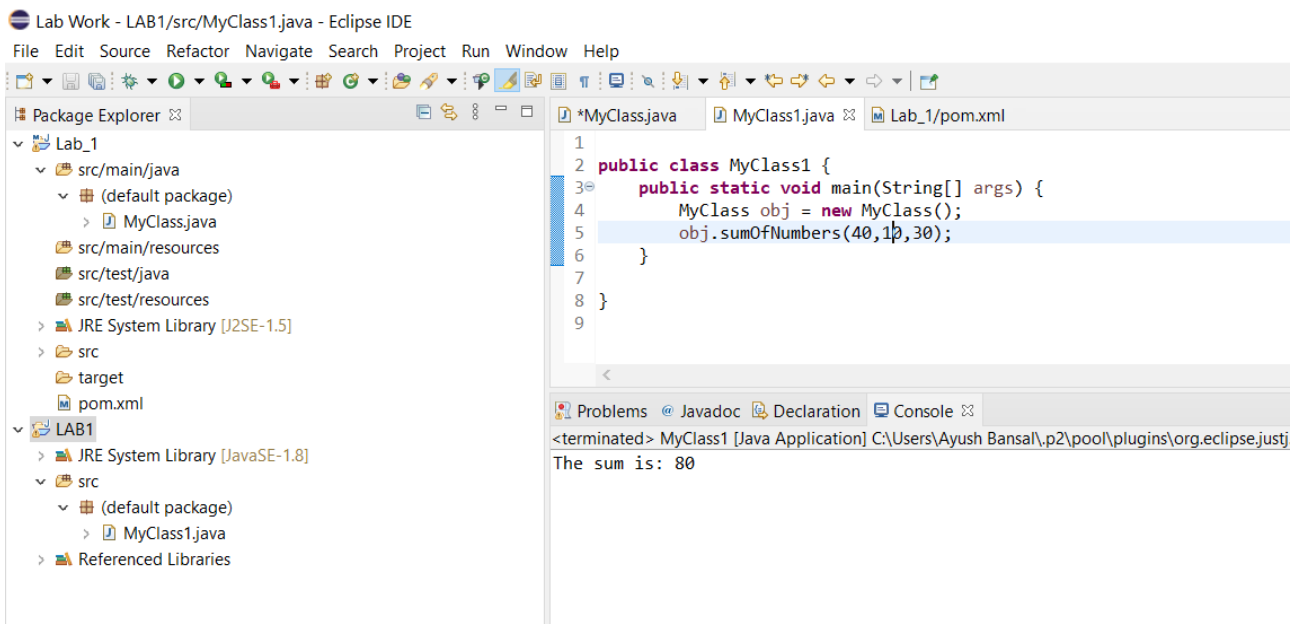 Lab Work - LAB1/src/MyClass1.java - Eclipse IDE
File Edit Source Refactor Navigate Search Project Run Window Help
Package Explorer
Lab_1
src/main/java
(default package)
MyClass.java
src/main/resources
src/test/java
src/test/resources
JRE System Library [J2SE-1.5]
src
target
pom.xml
LAB1
JRE System Library [JavaSE-1.8]
src
(default package)
MyClass1.java
Referenced Libraries
*MyClass.java MyClass1.java Lab_1/pom.xml
1
2 public class MyClass1 {
3 public static void main(String[] args) {
4 MyClass obj = new MyClass();
5 obj.sumOfNumbers(40,10,30);
6 }
7
8 }
9
Problems @ Javadoc Declaration Console
<terminated> MyClass1 [Java Application] C:\Users\Ayush Bansal\.p2\pool\plugins\org.eclipse.justj
The sum is: 80